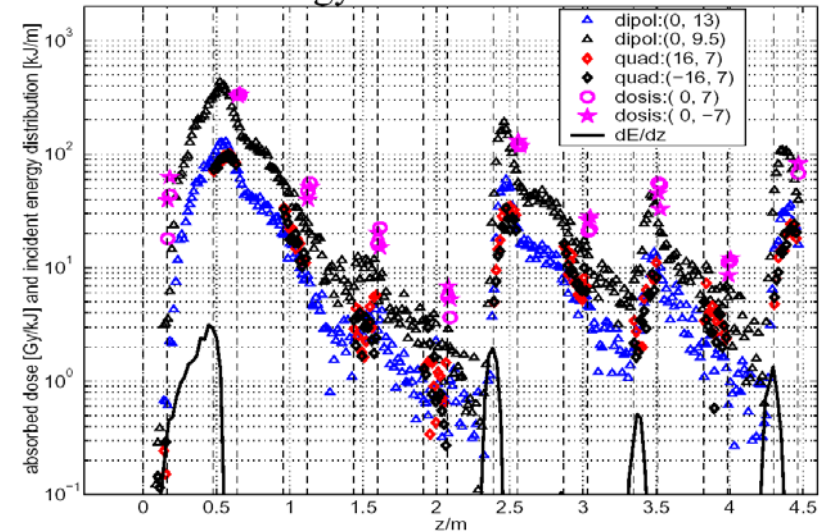 gy
dipol:(0, 13)
dipol:(0, 9.5)
quad:(16, 7)
quad:(−16, 7)
dosis:( 0, 7)
dosis:( 0, −7)
dE/dz
absorbed dose [Gy/kJ] and incident energy distribution [kJ/m]
10³
10²
10¹
10⁰
10⁻¹
0 0.5 1 1.5 2 2.5 3 3.5 4 4.5
z/m